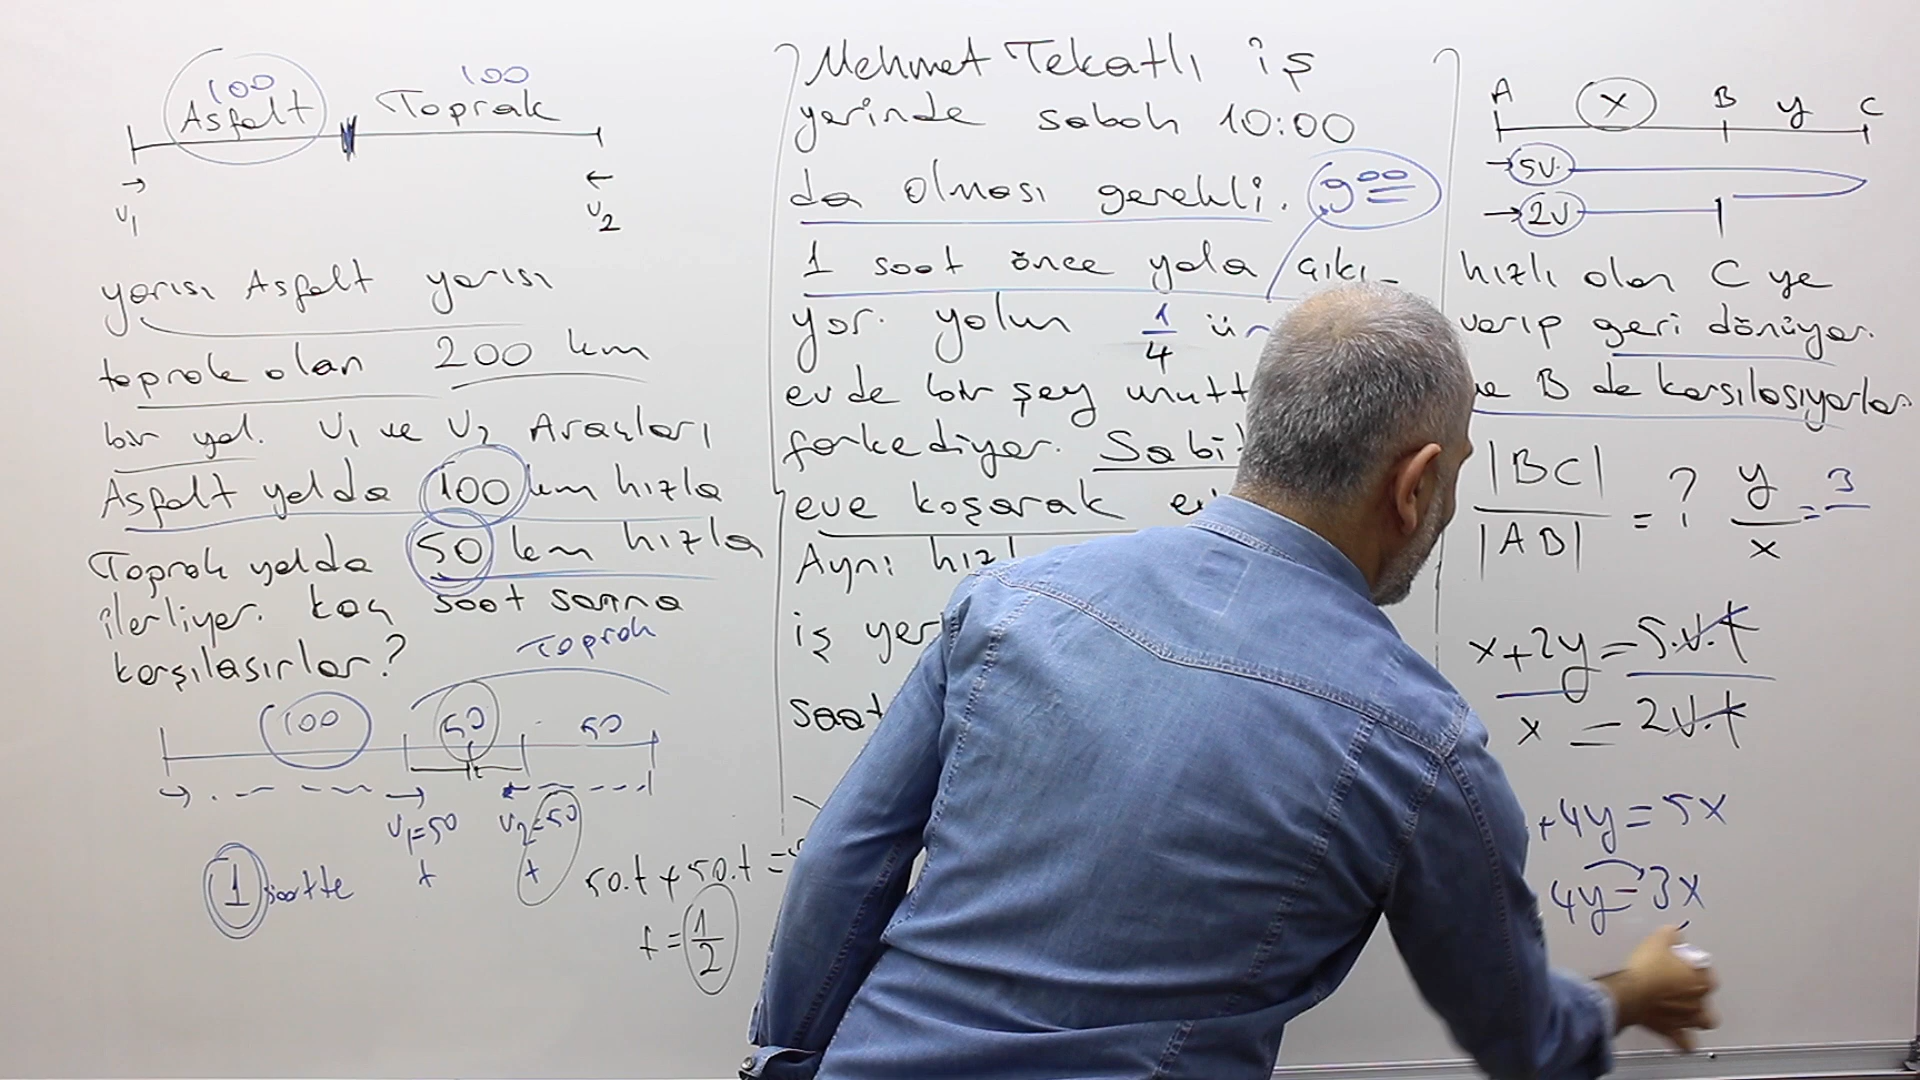 100 100
Asfalt Toprak
V1 V2
yarısı Asfalt yarısı
toprak olan 200 km
bir yol. V1 ve V2 Araçları
Asfalt yolda 100 km hızla
Toprak yolda 50 km hızla
ilerliyor. kaç saat sonra
karşılaşırlar?
Toprak
100 50 50
V1=50 V2=50
t t
1 saatte
50.t + 50.t =
t = 1/2
Mehmet Tekatlı iş
yerinde sabah 10:00
da olması gerekli. 9 00
1 saat önce yola çıkı-
yor. yolun 1/4
evde bir şey
farkediyor.
eve koşarak
Aynı
iş
A x B y C
5V.
2V
hızlı olan C ye
varıp geri dönüyor.
ve B de karşılaşıyorlar.
|BC| / |AB| = ? y/x = 3
x+2y = 5.V.t
x = 2V.t
+4y = 5x
4y = 3x